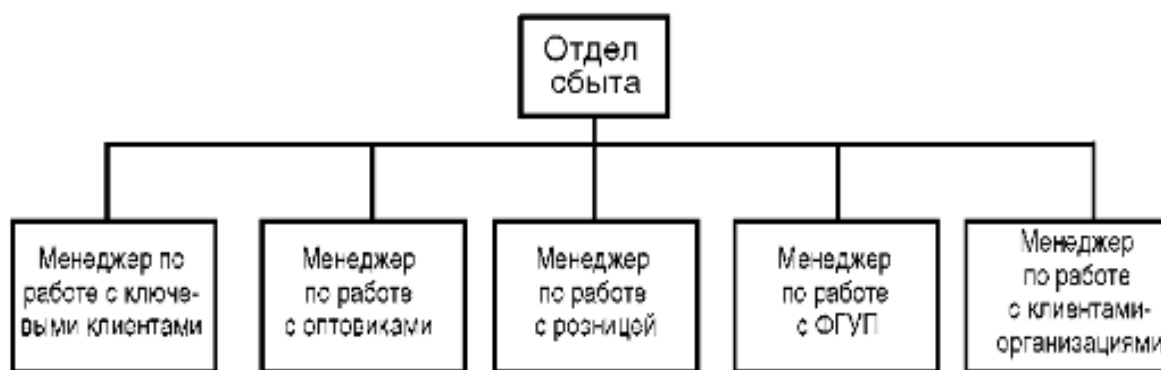 Отдел
сбыта
Менеджер по
работе с ключе-
выми клиентами
Менеджер
по работе
с оптовиками
Менеджер
по работе
с розницей
Менеджер
по работе
с ФГУП
Менеджер
по работе
с клиентами-
организациями